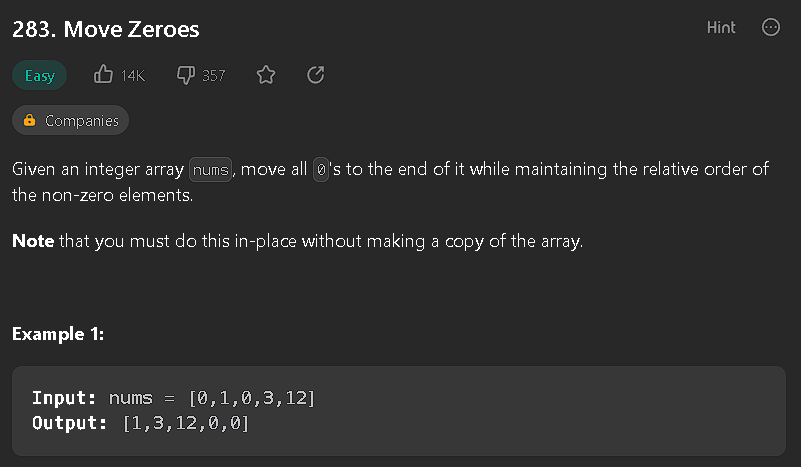 283. Move Zeroes
Hint
Easy
14K
357
Companies
Given an integer array nums, move all 0's to the end of it while maintaining the relative order of
the non-zero elements.
Note that you must do this in-place without making a copy of the array.
Example 1:
Input: nums = [0,1,0,3,12]
Output: [1,3,12,0,0]